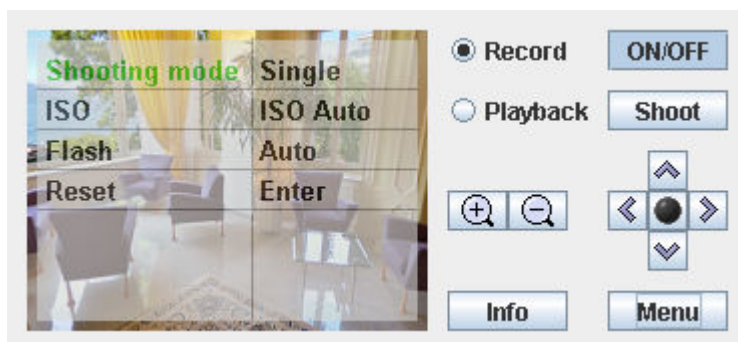 Shooting mode Single
ISO ISO Auto
Flash Auto
Reset Enter
Record ON/OFF
Playback Shoot
Info Menu